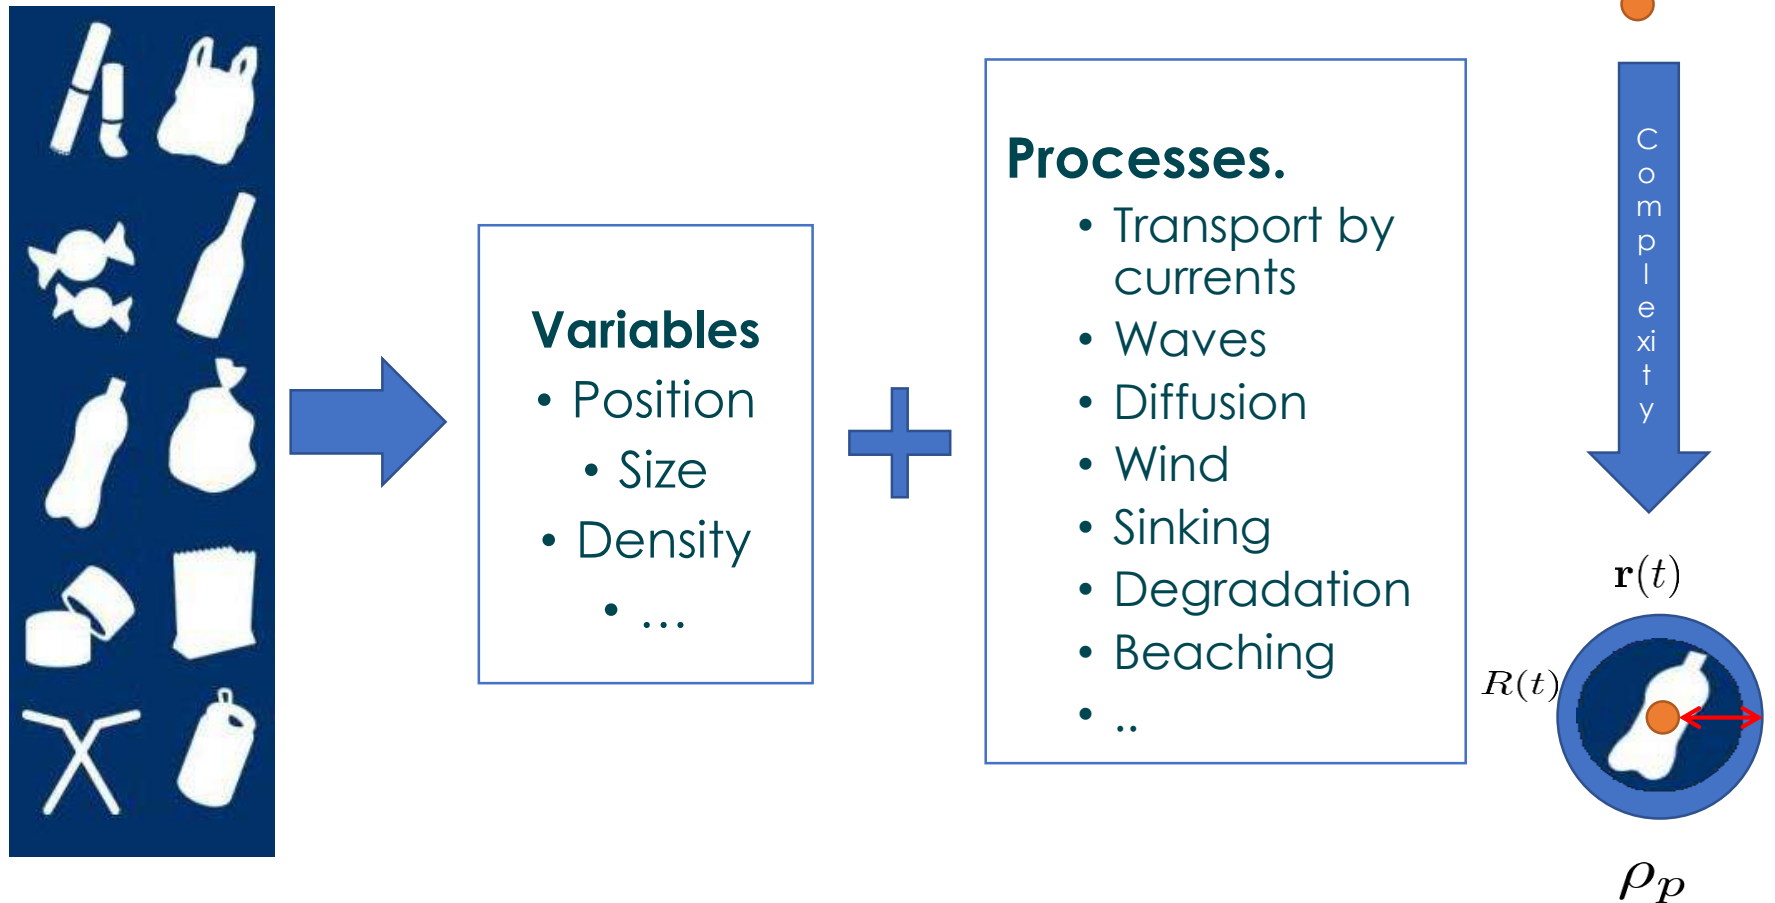 Variables
• Position
• Size
• Density
• ...
Processes.
• Transport by
currents
• Waves
• Diffusion
• Wind
• Sinking
• Degradation
• Beaching
• ..
C
o
m
p
l
e
xi
t
y
r(t)
R(t)
ρₚ